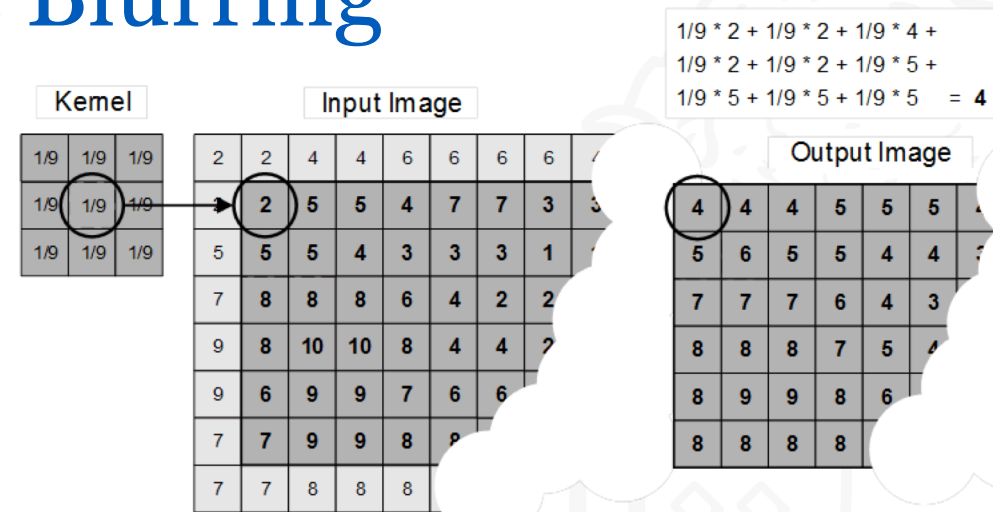 Blurring
1/9 * 2 + 1/9 * 2 + 1/9 * 4 +
1/9 * 2 + 1/9 * 2 + 1/9 * 5 +
1/9 * 5 + 1/9 * 5 + 1/9 * 5 = 4
Kernel
1/9 1/9 1/9
1/9 1/9 1/9
1/9 1/9 1/9
Input Image
2 2 4 4 6 6 6 6
2 5 5 4 7 7 3 3
5 5 5 4 3 3 3 1
7 8 8 8 6 4 2 2
9 8 10 10 8 4 4 2
9 6 9 9 7 6 6
7 7 9 9 8 8
7 7 8 8 8
Output Image
4 4 4 5 5 5
5 6 5 5 4 4
7 7 7 6 4 3
8 8 8 7 5 4
8 9 9 8 6
8 8 8 8